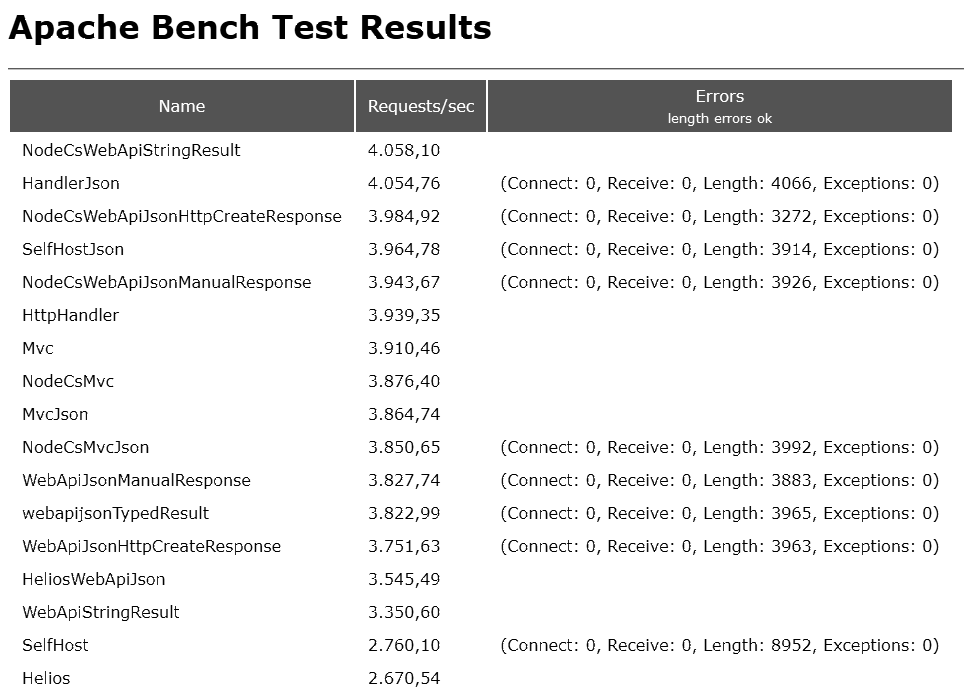 Apache Bench Test Results
Name Requests/sec Errors
length errors ok
NodeCsWebApiStringResult 4.058,10
HandlerJson 4.054,76 (Connect: 0, Receive: 0, Length: 4066, Exceptions: 0)
NodeCsWebApiJsonHttpCreateResponse 3.984,92 (Connect: 0, Receive: 0, Length: 3272, Exceptions: 0)
SelfHostJson 3.964,78 (Connect: 0, Receive: 0, Length: 3914, Exceptions: 0)
NodeCsWebApiJsonManualResponse 3.943,67 (Connect: 0, Receive: 0, Length: 3926, Exceptions: 0)
HttpHandler 3.939,35
Mvc 3.910,46
NodeCsMvc 3.876,40
MvcJson 3.864,74
NodeCsMvcJson 3.850,65 (Connect: 0, Receive: 0, Length: 3992, Exceptions: 0)
WebApiJsonManualResponse 3.827,74 (Connect: 0, Receive: 0, Length: 3883, Exceptions: 0)
webapijsonTypedResult 3.822,99 (Connect: 0, Receive: 0, Length: 3965, Exceptions: 0)
WebApiJsonHttpCreateResponse 3.751,63 (Connect: 0, Receive: 0, Length: 3963, Exceptions: 0)
HeliosWebApiJson 3.545,49
WebApiStringResult 3.350,60
SelfHost 2.760,10 (Connect: 0, Receive: 0, Length: 8952, Exceptions: 0)
Helios 2.670,54